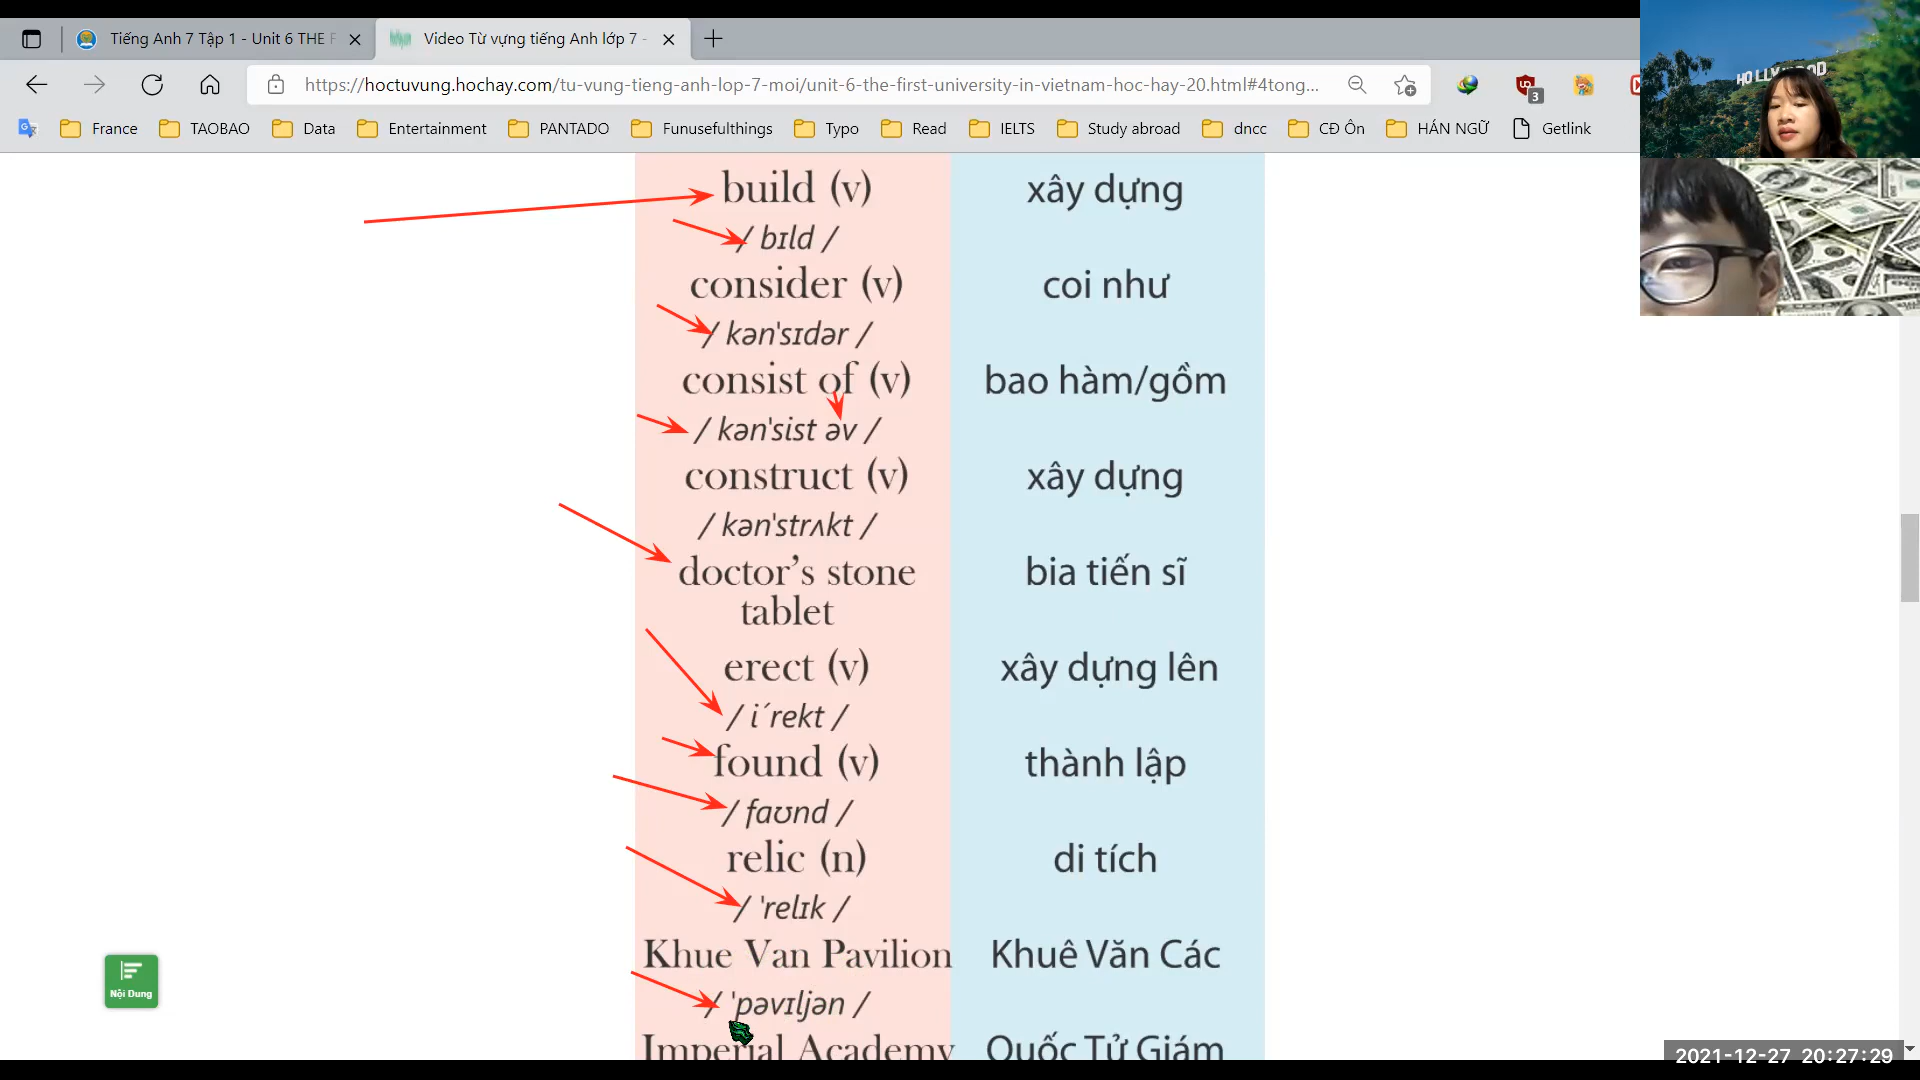 Tiếng Anh 7 Tập 1 - Unit 6 THE F
Video Từ vựng tiếng Anh lớp 7 -
https://hoctuvung.hochay.com/tu-vung-tieng-anh-lop-7-moi/unit-6-the-first-university-in-vietnam-hoc-hay-20.html#4tong...
3
France TAOBAO Data Entertainment PANTADO Funusefulthings Typo Read IELTS Study abroad dncc CĐ Ôn HÁN NGỮ Getlink
HOLLYWOOD
build (v) xây dựng
/ bɪld /
consider (v) coi như
/ kən'sɪdər /
consist of (v) bao hàm/gồm
/ kən'sist əv /
construct (v) xây dựng
/ kən'strʌkt /
doctor’s stone bia tiến sĩ
tablet
erect (v) xây dựng lên
/ i´rekt /
found (v) thành lập
/ faʊnd /
relic (n) di tích
/ 'relɪk /
Khue Van Pavilion Khuê Văn Các
/ 'pəvɪljən /
Imperial Academy Quốc Tử Giám
Nội Dung
2021-12-27 20:27:29